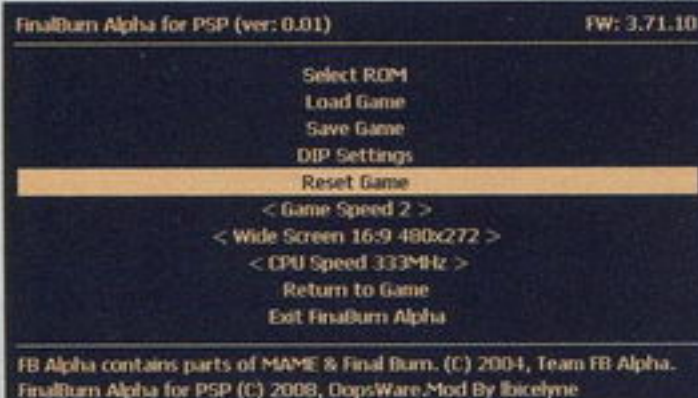 FinalBurn Alpha for PSP (ver: 0.01) FW: 3.71.10
Select ROM
Load Game
Save Game
DIP Settings
Reset Game
< Game Speed 2 >
< Wide Screen 16:9 480x272 >
< CPU Speed 333MHz >
Return to Game
Exit FinaBurn Alpha
FB Alpha contains parts of MAME & Final Burn. (C) 2004, Team FB Alpha.
FinalBurn Alpha for PSP (C) 2008, OopsWare.Mod By lbicelyne